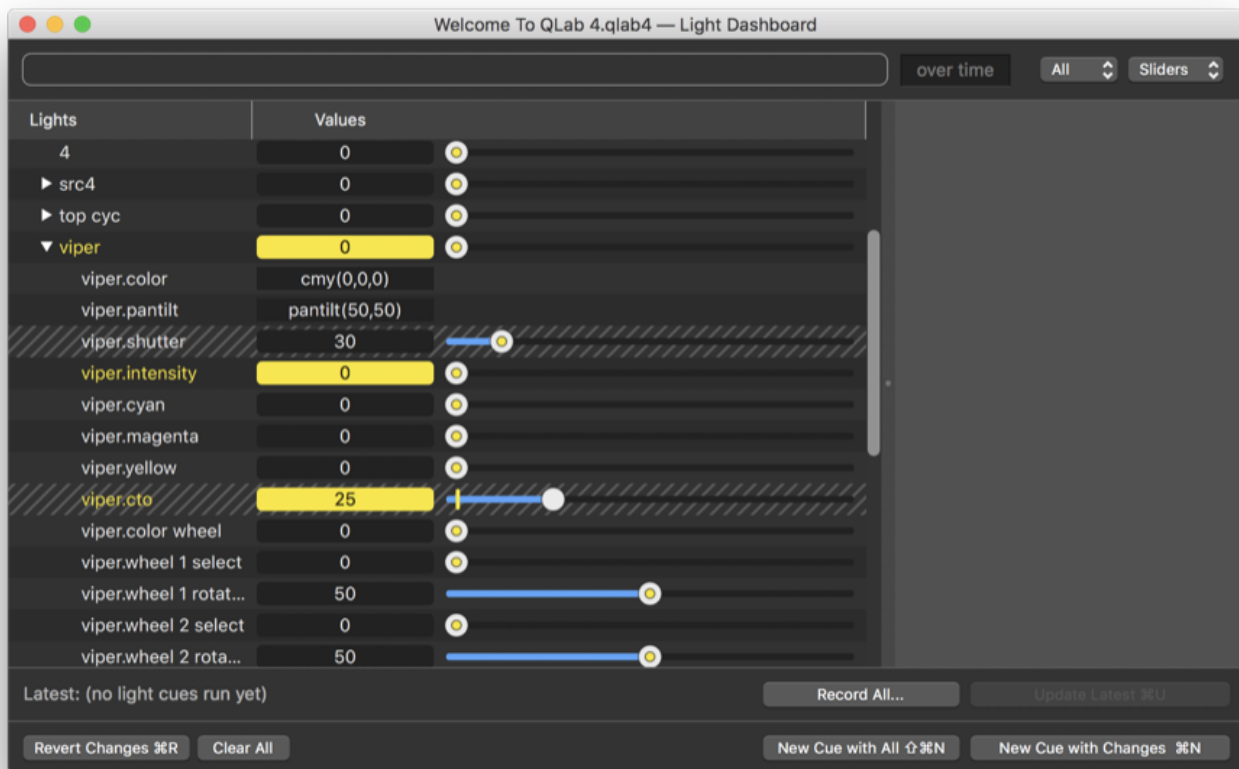 Welcome To QLab 4.qlab4 — Light Dashboard
over time All Sliders
Lights Values
4 0
src4 0
top cyc 0
viper 0
viper.color cmy(0,0,0)
viper.pantilt pantilt(50,50)
viper.shutter 30
viper.intensity 0
viper.cyan 0
viper.magenta 0
viper.yellow 0
viper.cto 25
viper.color wheel 0
viper.wheel 1 select 0
viper.wheel 1 rotat... 50
viper.wheel 2 select 0
viper.wheel 2 rota... 50
Latest: (no light cues run yet) Record All... Update Latest ⌘U
Revert Changes ⌘R Clear All New Cue with All ⇧⌘N New Cue with Changes ⌘N